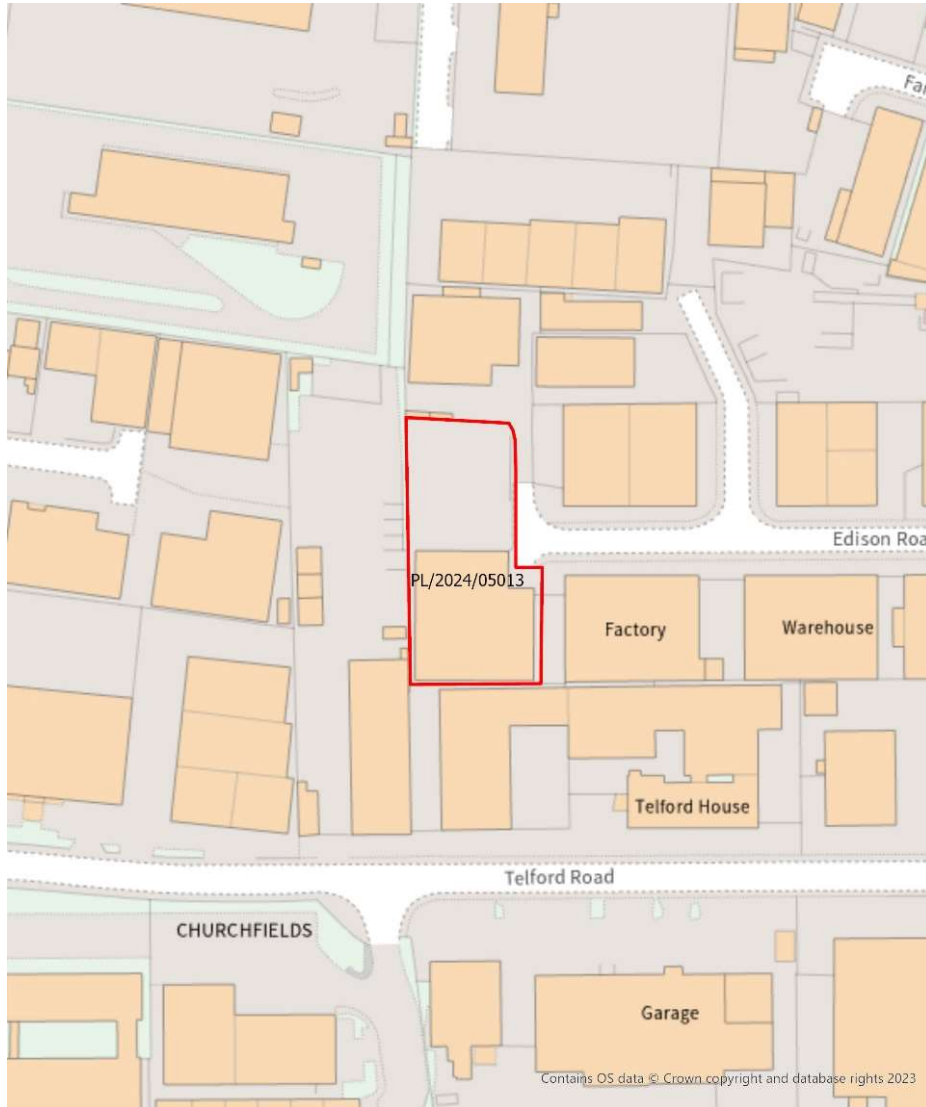 Fa
Edison Roa
PL/2024/05013
Factory
Warehouse
Telford House
Telford Road
CHURCHFIELDS
Garage
Contains OS data © Crown copyright and database rights 2023